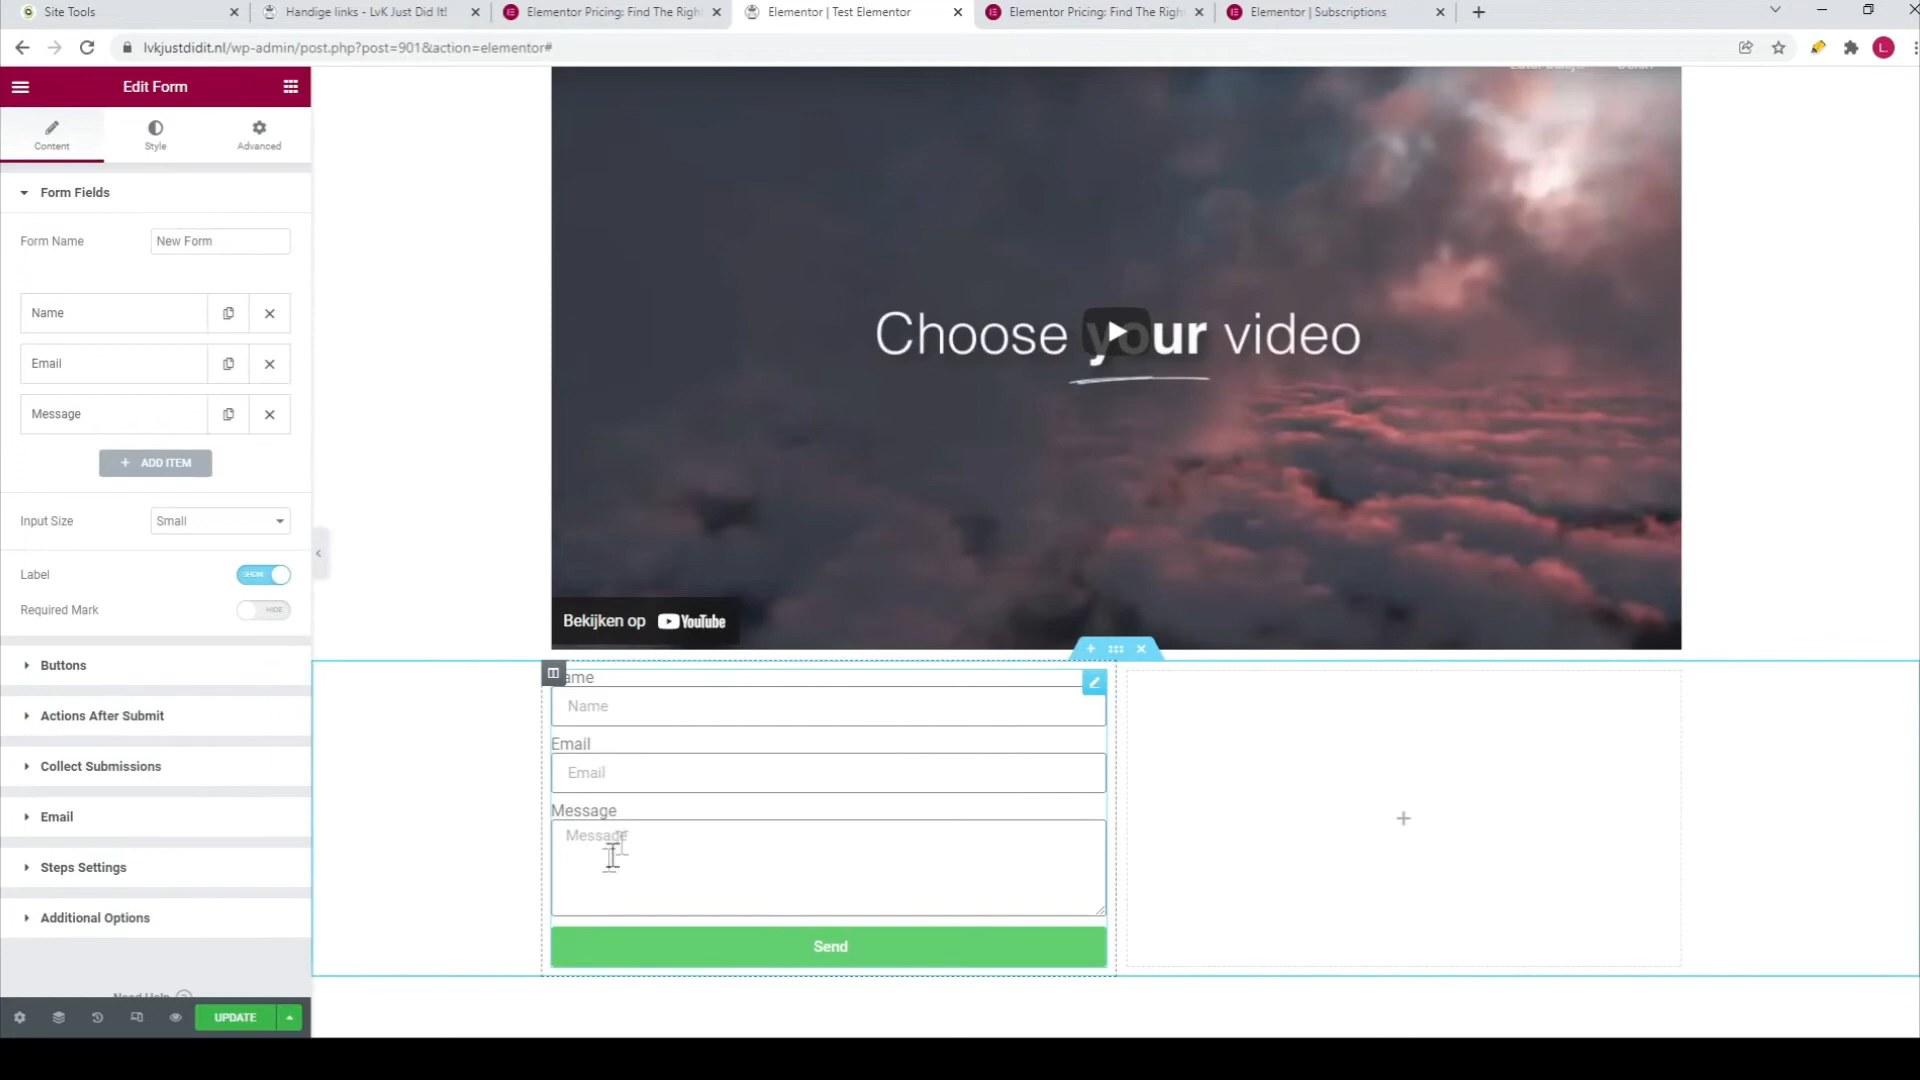 Site Tools
Handige links - LvK Just Did It!
Elementor Pricing: Find The Righ
Elementor | Test Elementor
Elementor Pricing: Find The Righ
Elementor | Subscriptions
lvkjustdidit.nl/wp-admin/post.php?post=901&action=elementor#
L
Edit Form
Content
Style
Advanced
Form Fields
Form Name
New Form
Name
Email
Message
+ ADD ITEM
Input Size
Small
Label
SHOW
Required Mark
HIDE
Buttons
Actions After Submit
Collect Submissions
Email
Steps Settings
Additional Options
Need Help
UPDATE
Choose your video
Bekijken op YouTube
ame
Name
Email
Email
Message
Message
Send